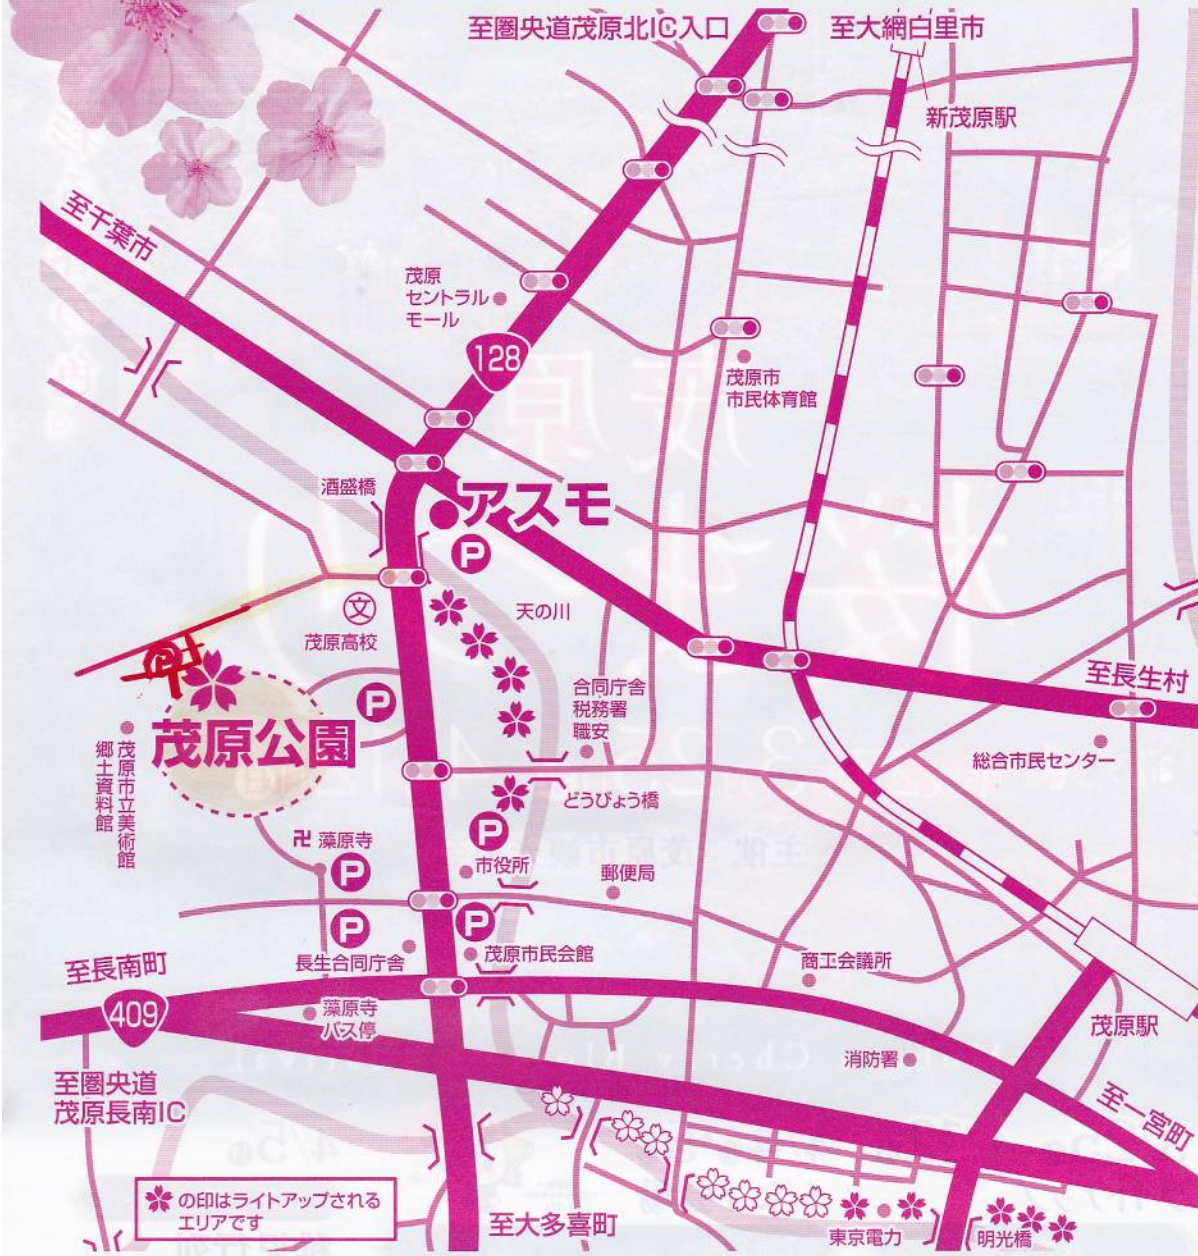 至圏央道茂原北IC入口
至大網白里市
新茂原駅
至千葉市
茂原
セントラル
モール
128
茂原市
市民体育館
酒盛橋
アスモ
P
文
茂原高校
天の川
合同庁舎
税務署
職安
至長生村
P
茂原公園
総合市民センター
茂原市立美術館
郷土資料館
どうびょう橋
卍 藻原寺
P
P
市役所
郵便局
P
P
長生合同庁舎
茂原市民会館
商工会議所
至長南町
409
藻原寺
バス停
茂原駅
消防署
至圏央道
茂原長南IC
至一宮町
の印はライトアップされる
エリアです
至大多喜町
東京電力
明光橋